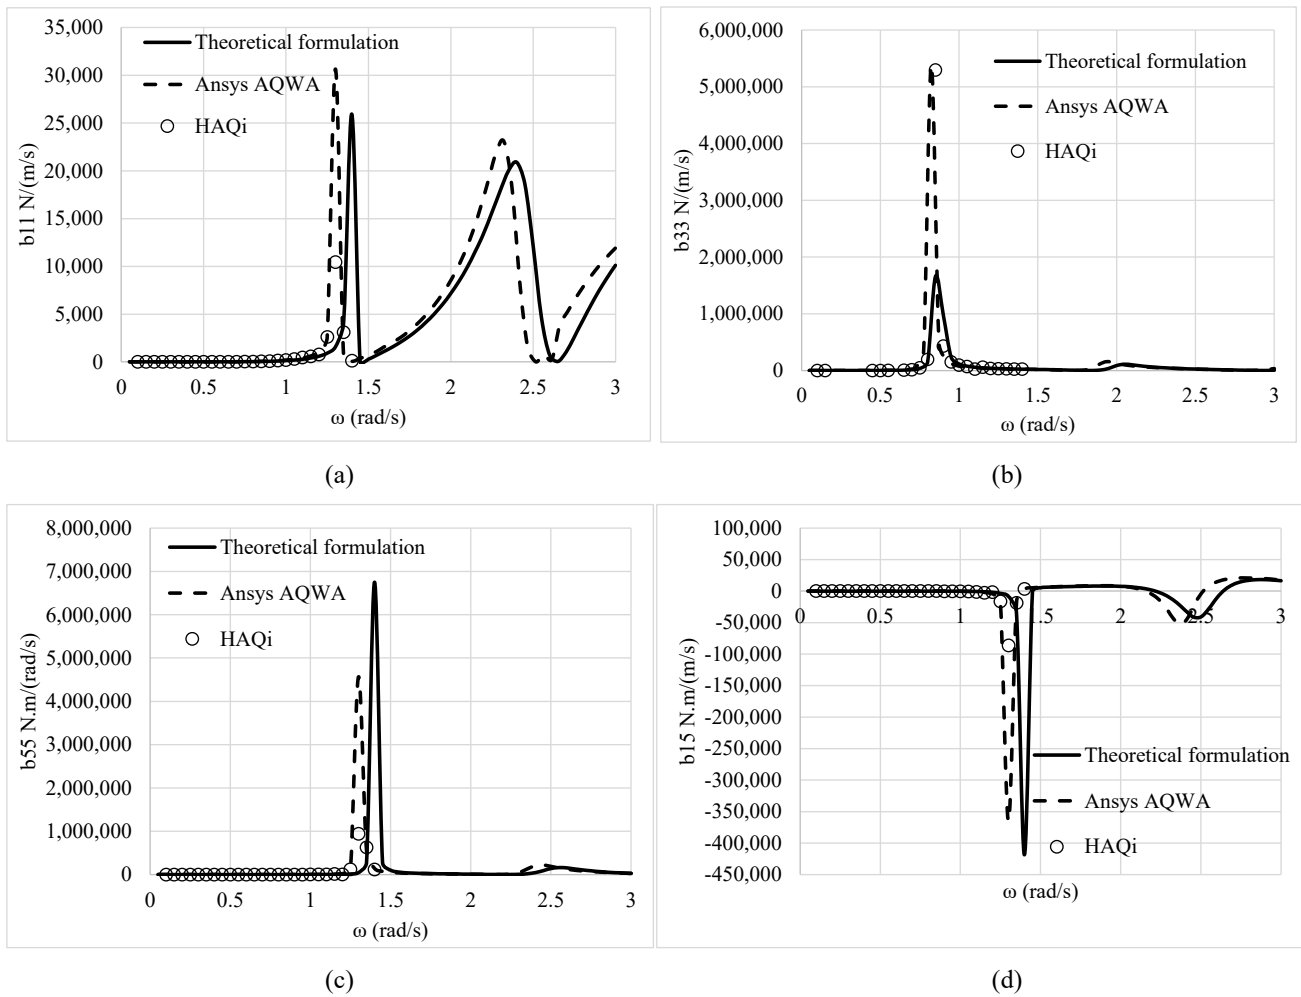 35,000
30,000
25,000
20,000
15,000
10,000
5,000
0
b11 N/(m/s)
Theoretical formulation
Ansys AQWA
HAQi
0 0.5 1 1.5 2 2.5 3
ω (rad/s)
(a)
6,000,000
5,000,000
4,000,000
3,000,000
2,000,000
1,000,000
0
b33 N/(m/s)
Theoretical formulation
Ansys AQWA
HAQi
0 0.5 1 1.5 2 2.5 3
ω (rad/s)
(b)
8,000,000
7,000,000
6,000,000
5,000,000
4,000,000
3,000,000
2,000,000
1,000,000
0
b55 N.m/(rad/s)
Theoretical formulation
Ansys AQWA
HAQi
0 0.5 1 1.5 2 2.5 3
ω (rad/s)
(c)
100,000
50,000
0
-50,000
-100,000
-150,000
-200,000
-250,000
-300,000
-350,000
-400,000
-450,000
b15 N.m/(m/s)
0 0.5 1 1.5 2 2.5 3
Theoretical formulation
Ansys AQWA
HAQi
ω (rad/s)
(d)